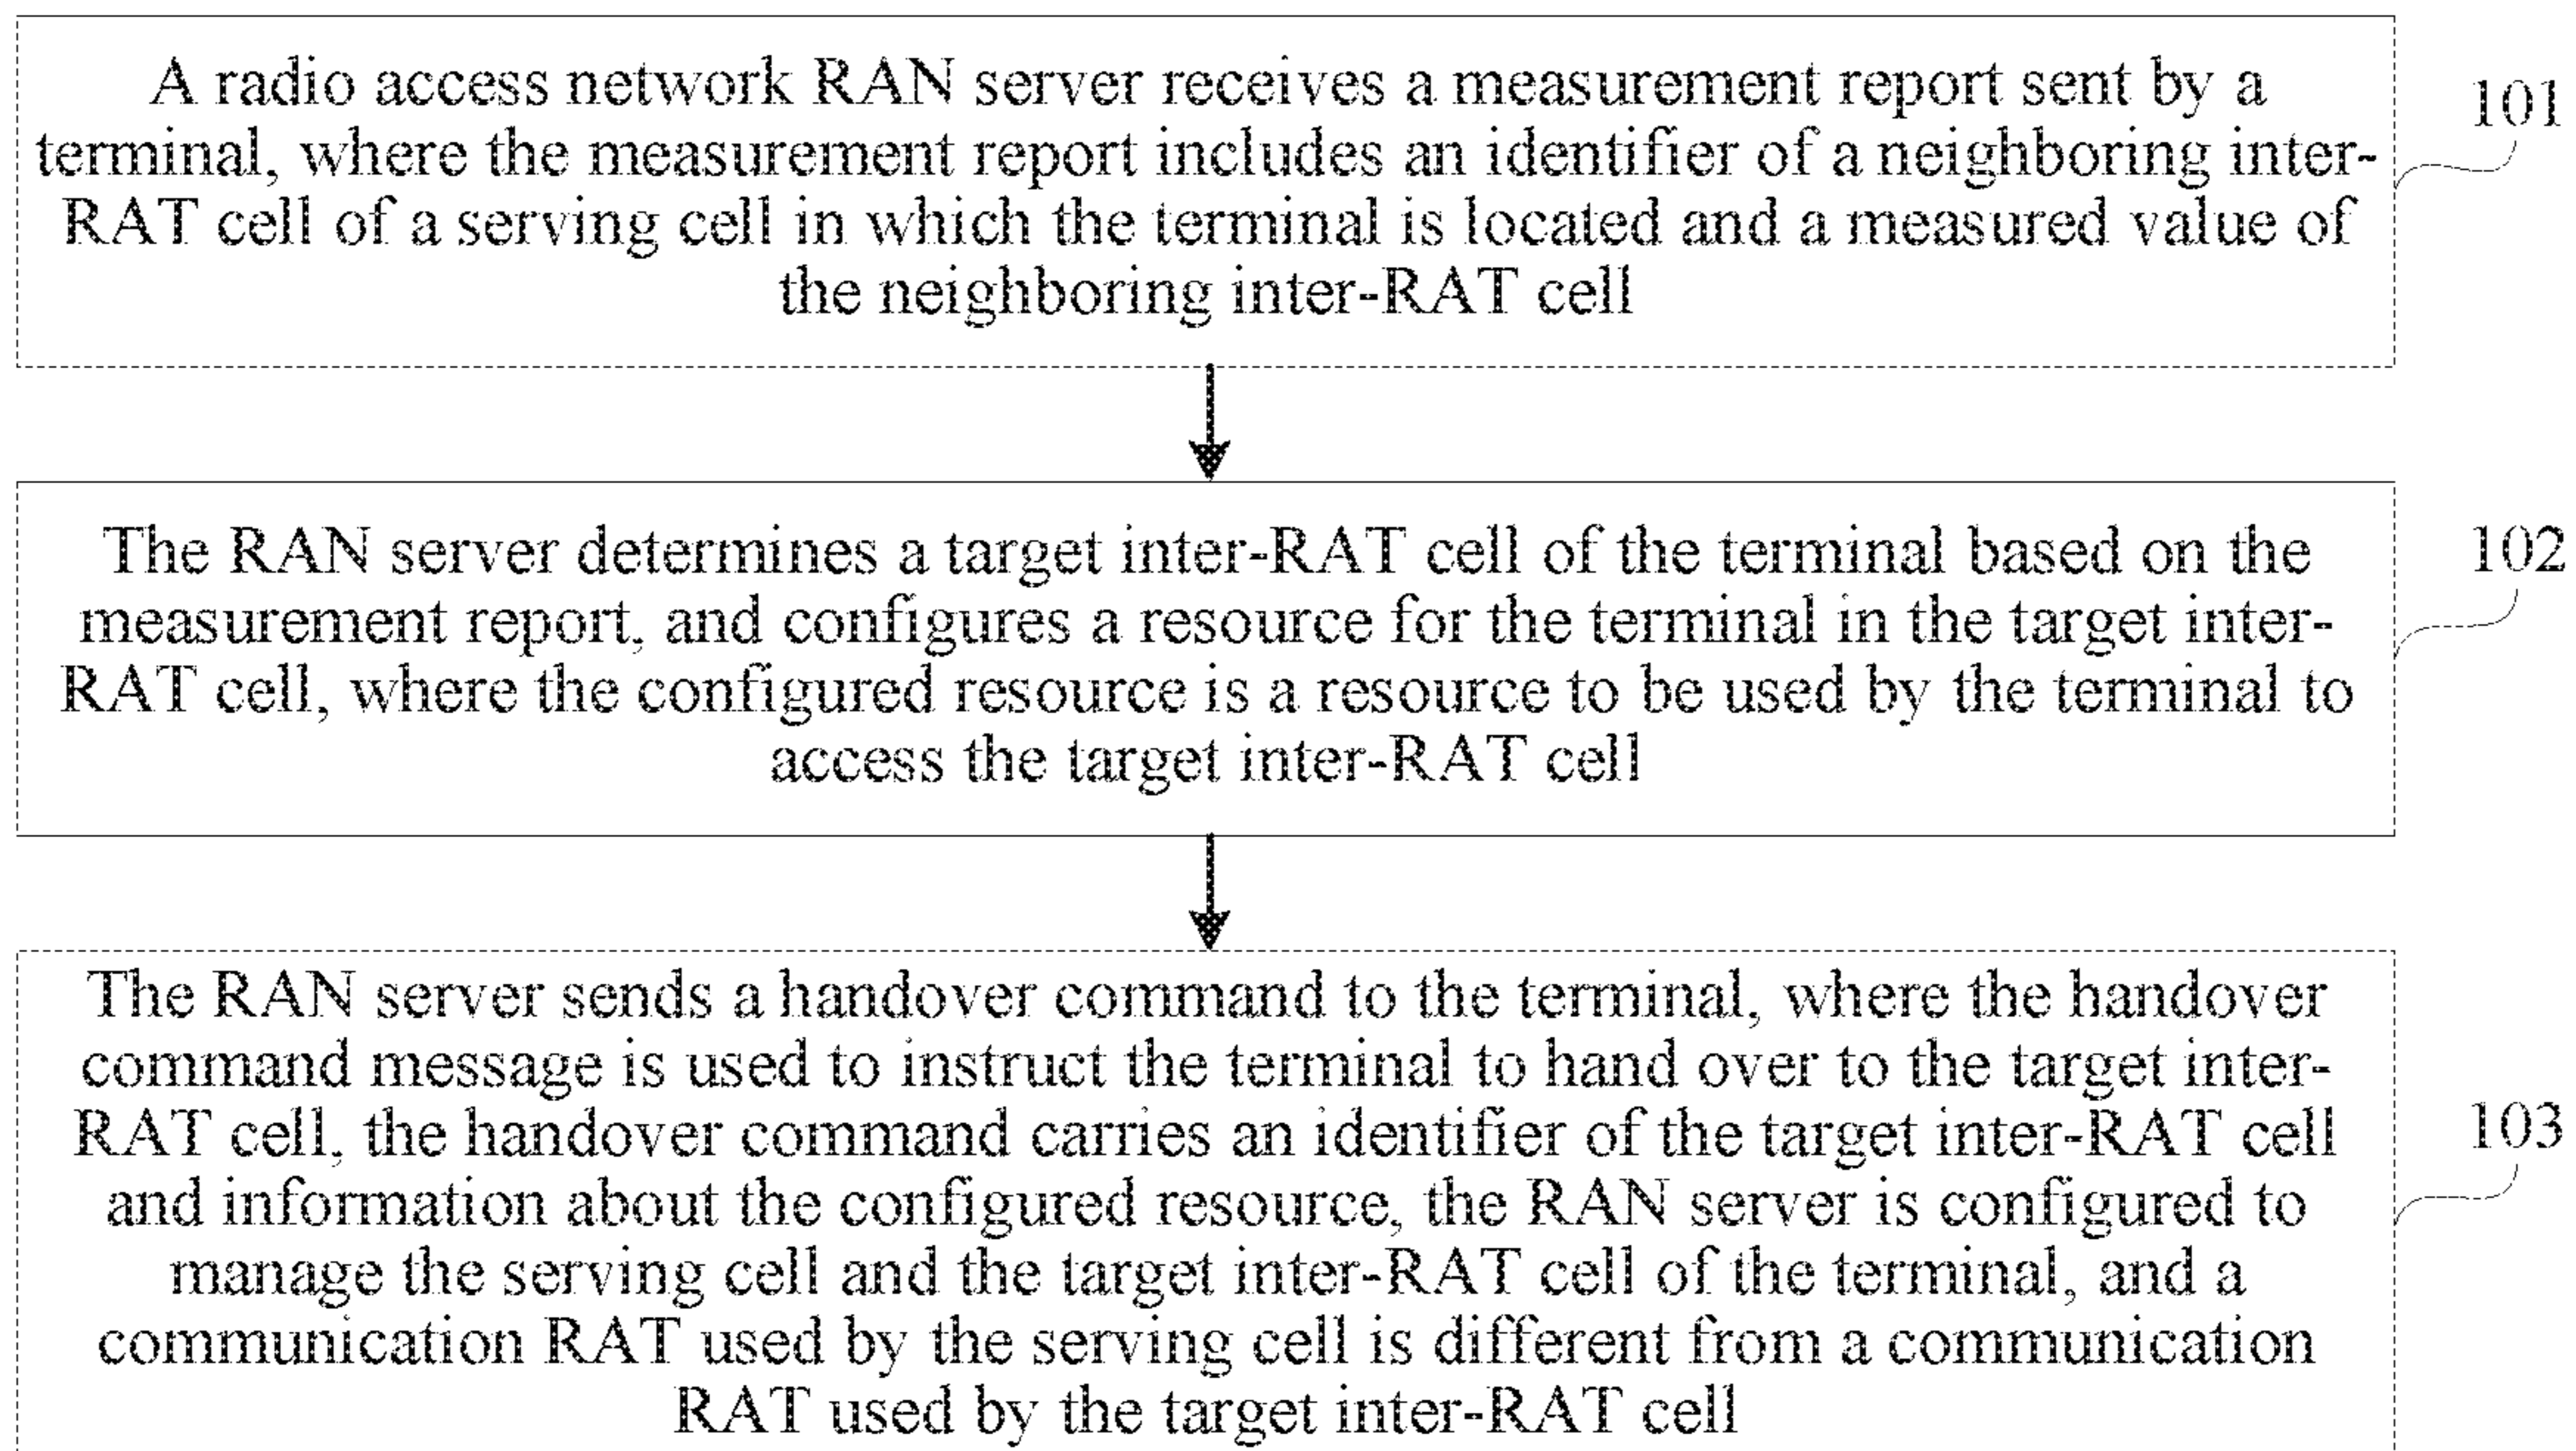 A radio access network RAN server receives a measurement report sent by a
terminal, where the measurement report includes an identifier of a neighboring inter-
RAT cell of a serving cell in which the terminal is located and a measured value of
the neighboring inter-RAT cell
101
The RAN server determines a target inter-RAT cell of the terminal based on the
measurement report, and configures a resource for the terminal in the target inter-
RAT cell, where the configured resource is a resource to be used by the terminal to
access the target inter-RAT cell
102
The RAN server sends a handover command to the terminal, where the handover
command message is used to instruct the terminal to hand over to the target inter-
RAT cell, the handover command carries an identifier of the target inter-RAT cell
and information about the configured resource, the RAN server is configured to
manage the serving cell and the target inter-RAT cell of the terminal, and a
communication RAT used by the serving cell is different from a communication
RAT used by the target inter-RAT cell
103